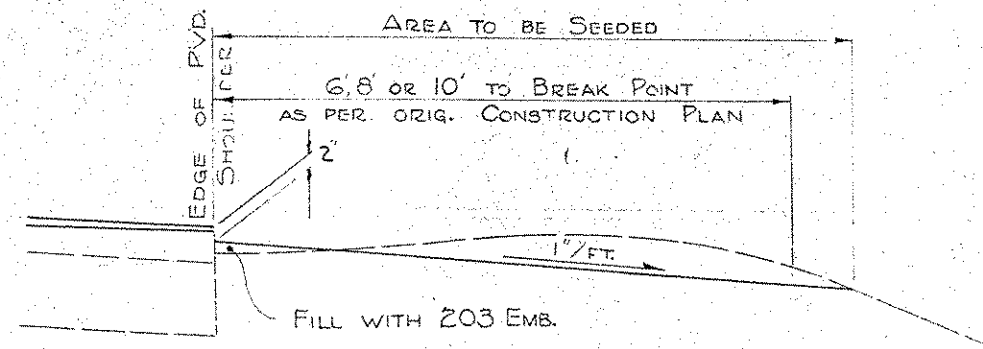 AREA TO BE SEEDED
6', 8' OR 10' TO BREAK POINT
AS PER ORIG. CONSTRUCTION PLAN
EDGE OF PVD.
SHOULDER
2"
1"/FT.
FILL WITH 203 EMB.